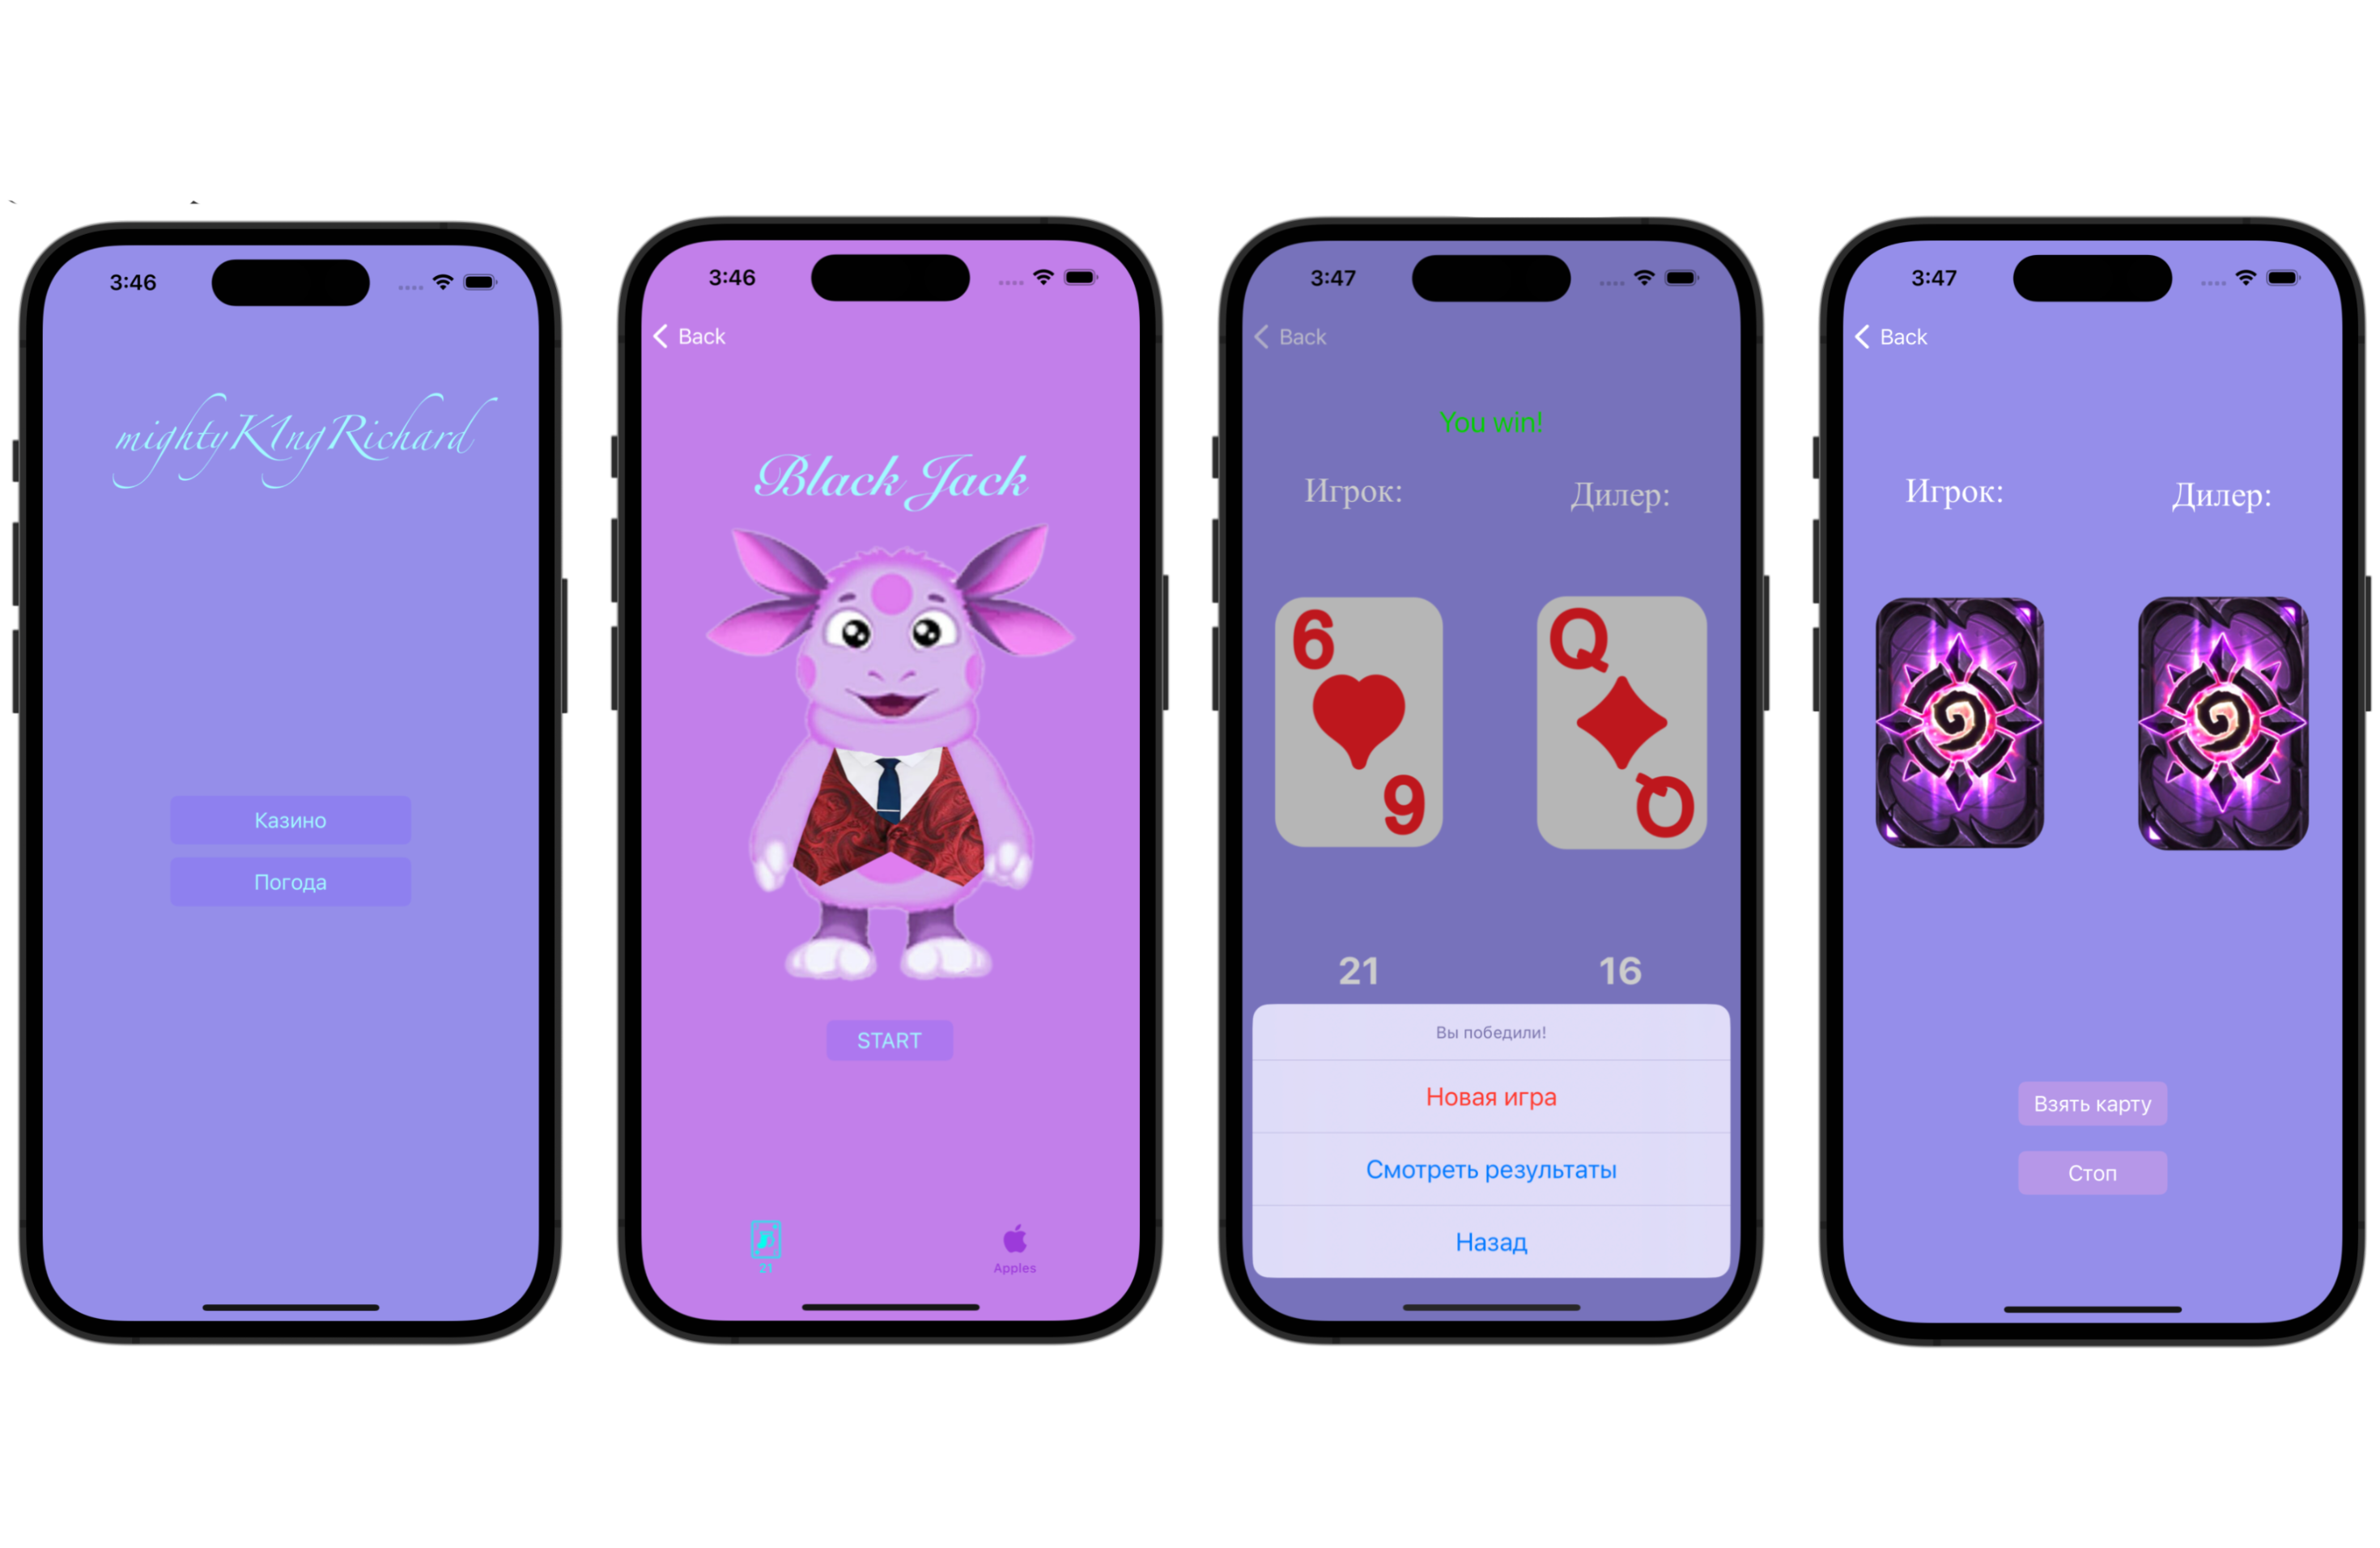 3:46
mightyK1ngRichard
Казино
Погода
3:46
Back
Black Jack
START
21
Apples
3:47
Back
You win!
Игрок:
Дилер:
6
6
Q
Q
21
16
Вы победили!
Новая игра
Смотреть результаты
Назад
3:47
Back
Игрок:
Дилер:
Взять карту
Стоп